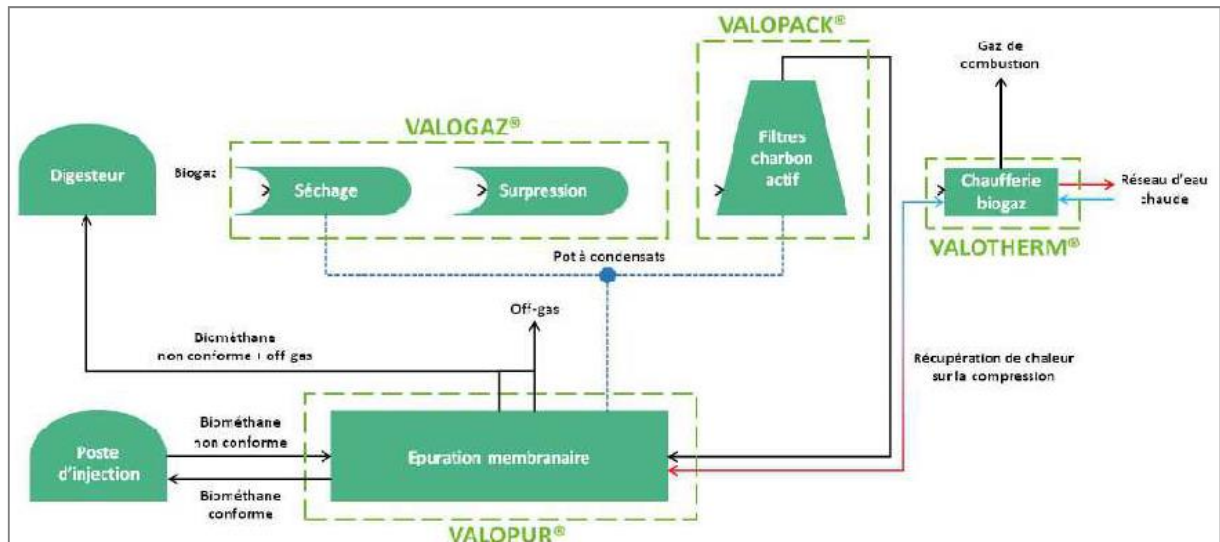 VALOPACK®
Gaz de
combustion
VALOGAZ®
Digesteur
Biogaz
Séchage
Surpression
Filtres
charbon
actif
Chaufferie
biogaz
Réseau d'eau
chaude
VALOTHERM®
Pot à condensats
Off-gas
Biométhane
non conforme + off gas
Récupération de chaleur
sur la compression
Poste
d'injection
Biométhane
non conforme
Epuration membranaire
Biométhane
conforme
VALOPUR®